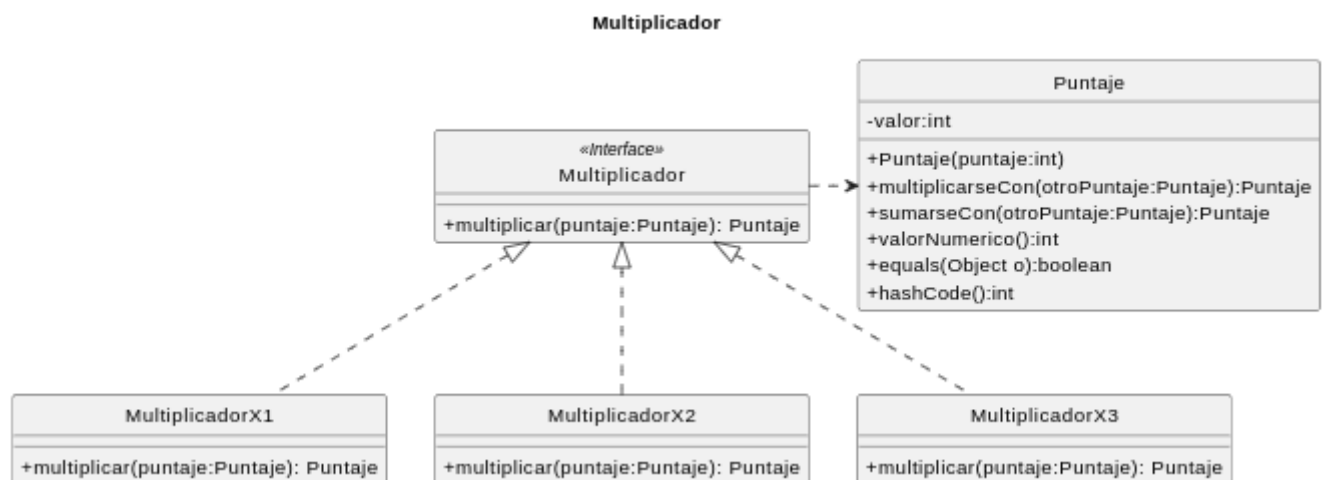 Multiplicador
Puntaje
-valor:int
+Puntaje(puntaje:int)
+multiplicarseCon(otroPuntaje:Puntaje):Puntaje
+sumarseCon(otroPuntaje:Puntaje):Puntaje
+valorNumerico():int
+equals(Object o):boolean
+hashCode():int
«Interface»
Multiplicador
+multiplicar(puntaje:Puntaje): Puntaje
MultiplicadorX1
+multiplicar(puntaje:Puntaje): Puntaje
MultiplicadorX2
+multiplicar(puntaje:Puntaje): Puntaje
MultiplicadorX3
+multiplicar(puntaje:Puntaje): Puntaje